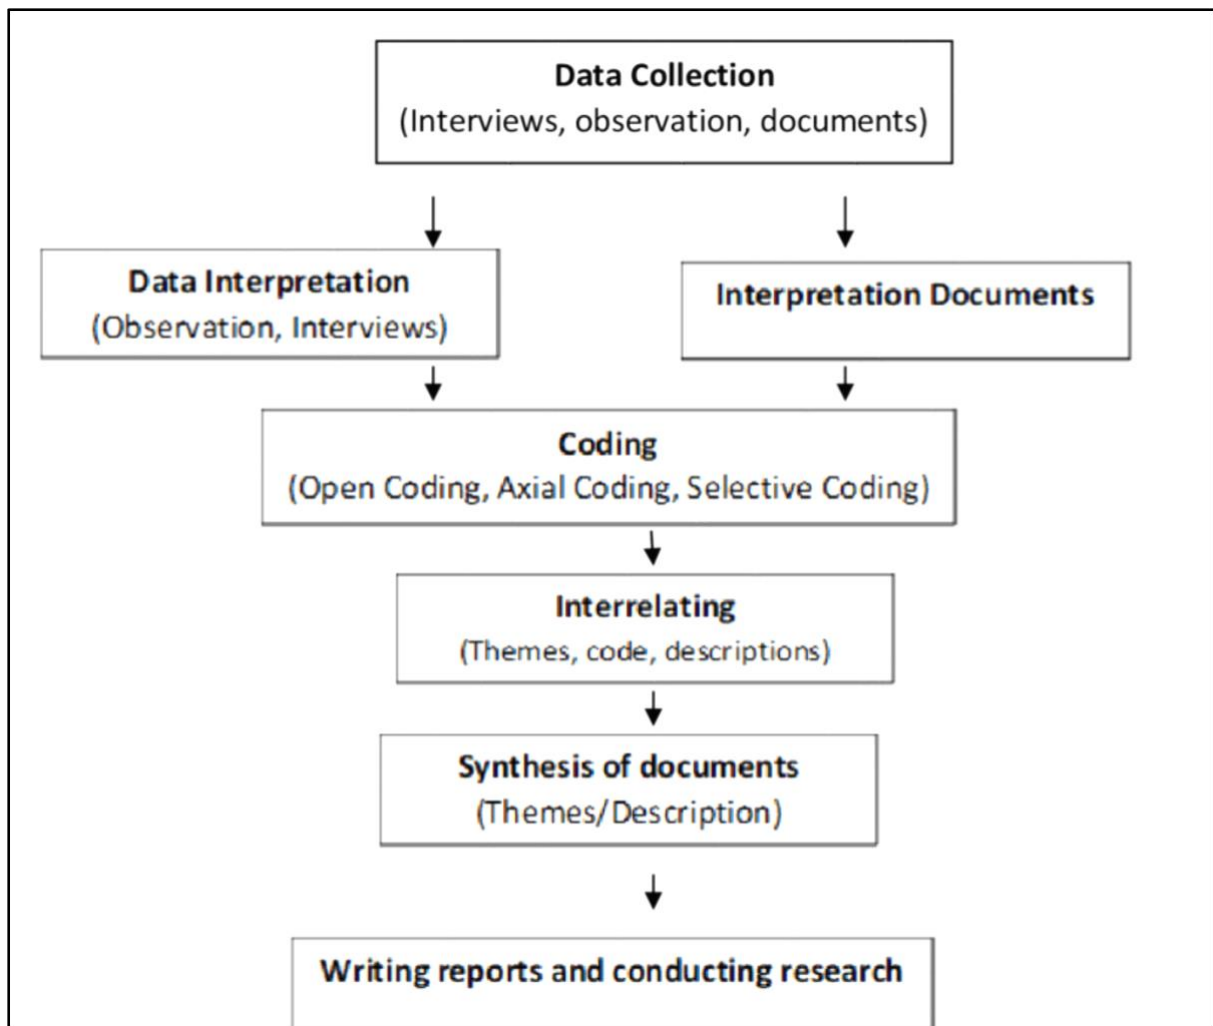 Data Collection
(Interviews, observation, documents)
Data Interpretation
(Observation, Interviews)
Interpretation Documents
Coding
(Open Coding, Axial Coding, Selective Coding)
Interrelating
(Themes, code, descriptions)
Synthesis of documents
(Themes/Description)
Writing reports and conducting research